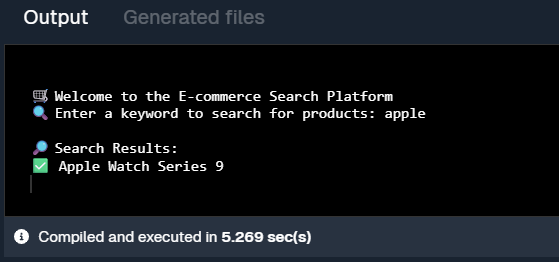 Output Generated files
🛒 Welcome to the E-commerce Search Platform
🔍 Enter a keyword to search for products: apple
🔎 Search Results:
✅ Apple Watch Series 9
Compiled and executed in 5.269 sec(s)